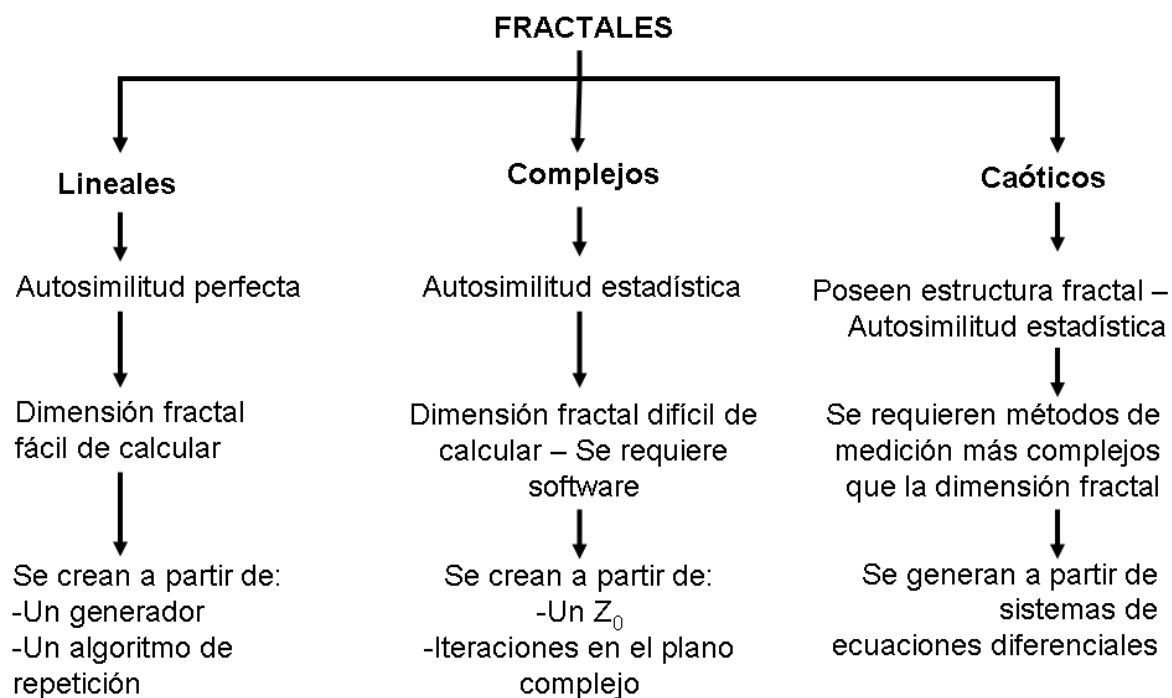 FRACTALES
Lineales
Autosimilitud perfecta
Dimensión fractal
fácil de calcular
Se crean a partir de:
-Un generador
-Un algoritmo de
repetición
Complejos
Autosimilitud estadística
Dimensión fractal difícil de
calcular – Se requiere
software
Se crean a partir de:
-Un Z₀
-Iteraciones en el plano
complejo
Caóticos
Poseen estructura fractal –
Autosimilitud estadística
Se requieren métodos de
medición más complejos
que la dimensión fractal
Se generan a partir de
sistemas de
ecuaciones diferenciales